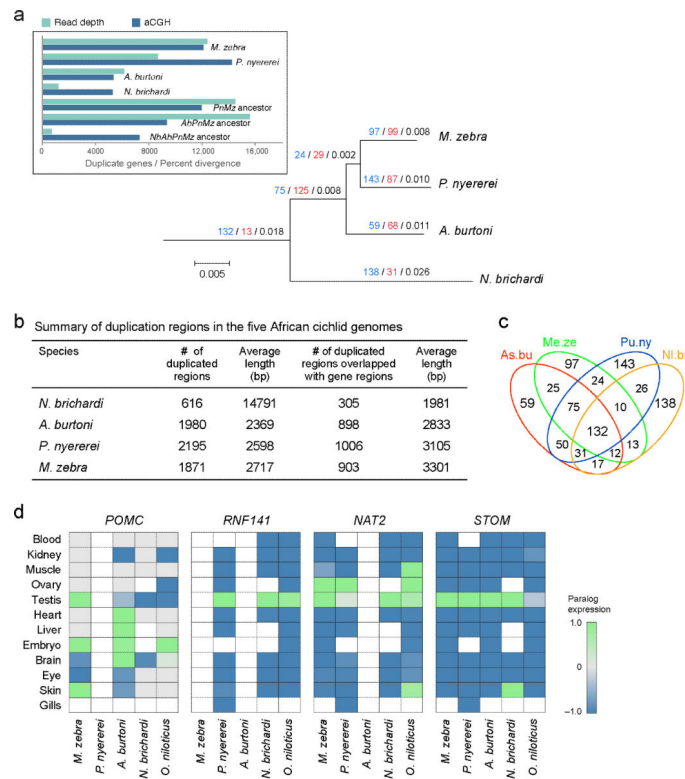 a
Read depth
aCGH
M. zebra
P. nyererei
A. burtoni
N. brichardi
PnMz ancestor
AbPnMz ancestor
NhAbPnMz ancestor
0 4000 8000 12,000 16,000
Duplicate genes / Percent divergence
97 / 99 / 0.008 M. zebra
24 / 29 / 0.002
143 / 87 / 0.010 P. nyererei
75 / 125 / 0.008
59 / 68 / 0.011 A. burtoni
132 / 13 / 0.018
138 / 31 / 0.026 N. brichardi
0.005
b Summary of duplication regions in the five African cichlid genomes
Species # of duplicated regions Average length (bp) # of duplicated regions overlapped with gene regions Average length (bp)
N. brichardi 616 14791 305 1981
A. burtoni 1980 2369 898 2833
P. nyererei 2195 2598 1006 3105
M. zebra 1871 2717 903 3301
c
Me.ze Pu.ny
As.bu Nl.b
97 143
25 24 26
59 75 10 138
132
50 31 12 13
17
d
POMC RNF141 NAT2 STOM
Blood
Kidney
Muscle
Ovary
Testis
Heart
Liver
Embryo
Brain
Eye
Skin
Gills
Paralog
expression
1.0
0
–1.0
M. zebra P. nyererei A. burtoni N. brichardi O. niloticus
M. zebra P. nyererei A. burtoni N. brichardi O. niloticus
M. zebra P. nyererei A. burtoni N. brichardi O. niloticus
M. zebra P. nyererei A. burtoni N. brichardi O. niloticus